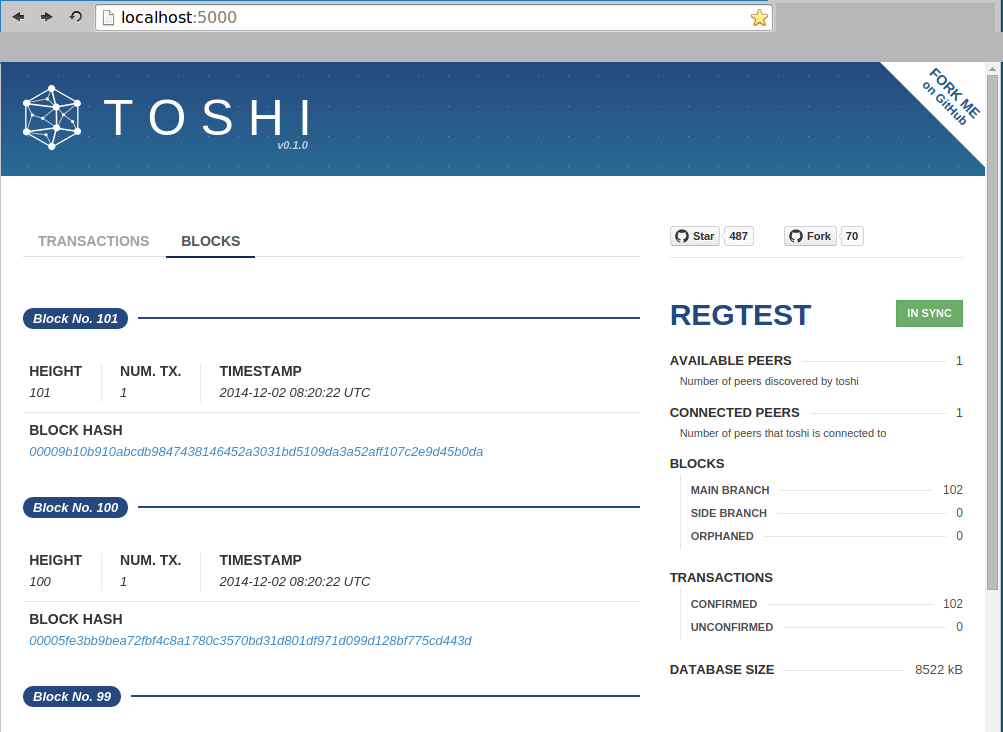 localhost:5000
TOSHI
v0.1.0
FORK ME
on GitHub
TRANSACTIONS BLOCKS
Star 487 Fork 70
Block No. 101
HEIGHT NUM. TX. TIMESTAMP
101 1 2014-12-02 08:20:22 UTC
BLOCK HASH
00009b10b910abcdb9847438146452a3031bd5109da3a52aff107c2e9d45b0da
Block No. 100
HEIGHT NUM. TX. TIMESTAMP
100 1 2014-12-02 08:20:22 UTC
BLOCK HASH
00005fe3bb9bea72fbf4c8a1780c3570bd31d801df971d099d128bf775cd443d
Block No. 99
REGTEST IN SYNC
AVAILABLE PEERS 1
Number of peers discovered by toshi
CONNECTED PEERS 1
Number of peers that toshi is connected to
BLOCKS
MAIN BRANCH 102
SIDE BRANCH 0
ORPHANED 0
TRANSACTIONS
CONFIRMED 102
UNCONFIRMED 0
DATABASE SIZE 8522 kB